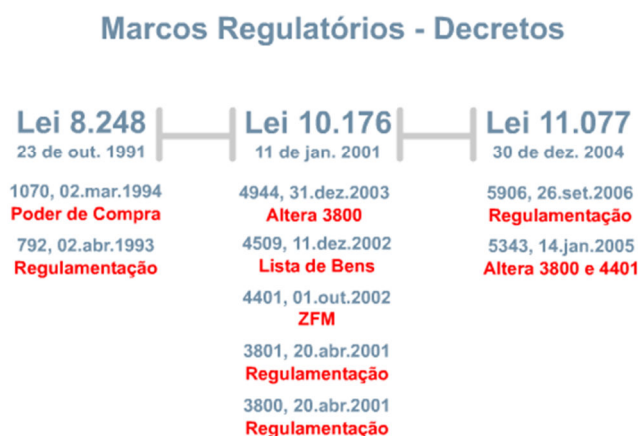 Marcos Regulatórios - Decretos
Lei 8.248
23 de out. 1991
1070, 02.mar.1994
Poder de Compra
792, 02.abr.1993
Regulamentação
Lei 10.176
11 de jan. 2001
4944, 31.dez.2003
Altera 3800
4509, 11.dez.2002
Lista de Bens
4401, 01.out.2002
ZFM
3801, 20.abr.2001
Regulamentação
3800, 20.abr.2001
Regulamentação
Lei 11.077
30 de dez. 2004
5906, 26.set.2006
Regulamentação
5343, 14.jan.2005
Altera 3800 e 4401